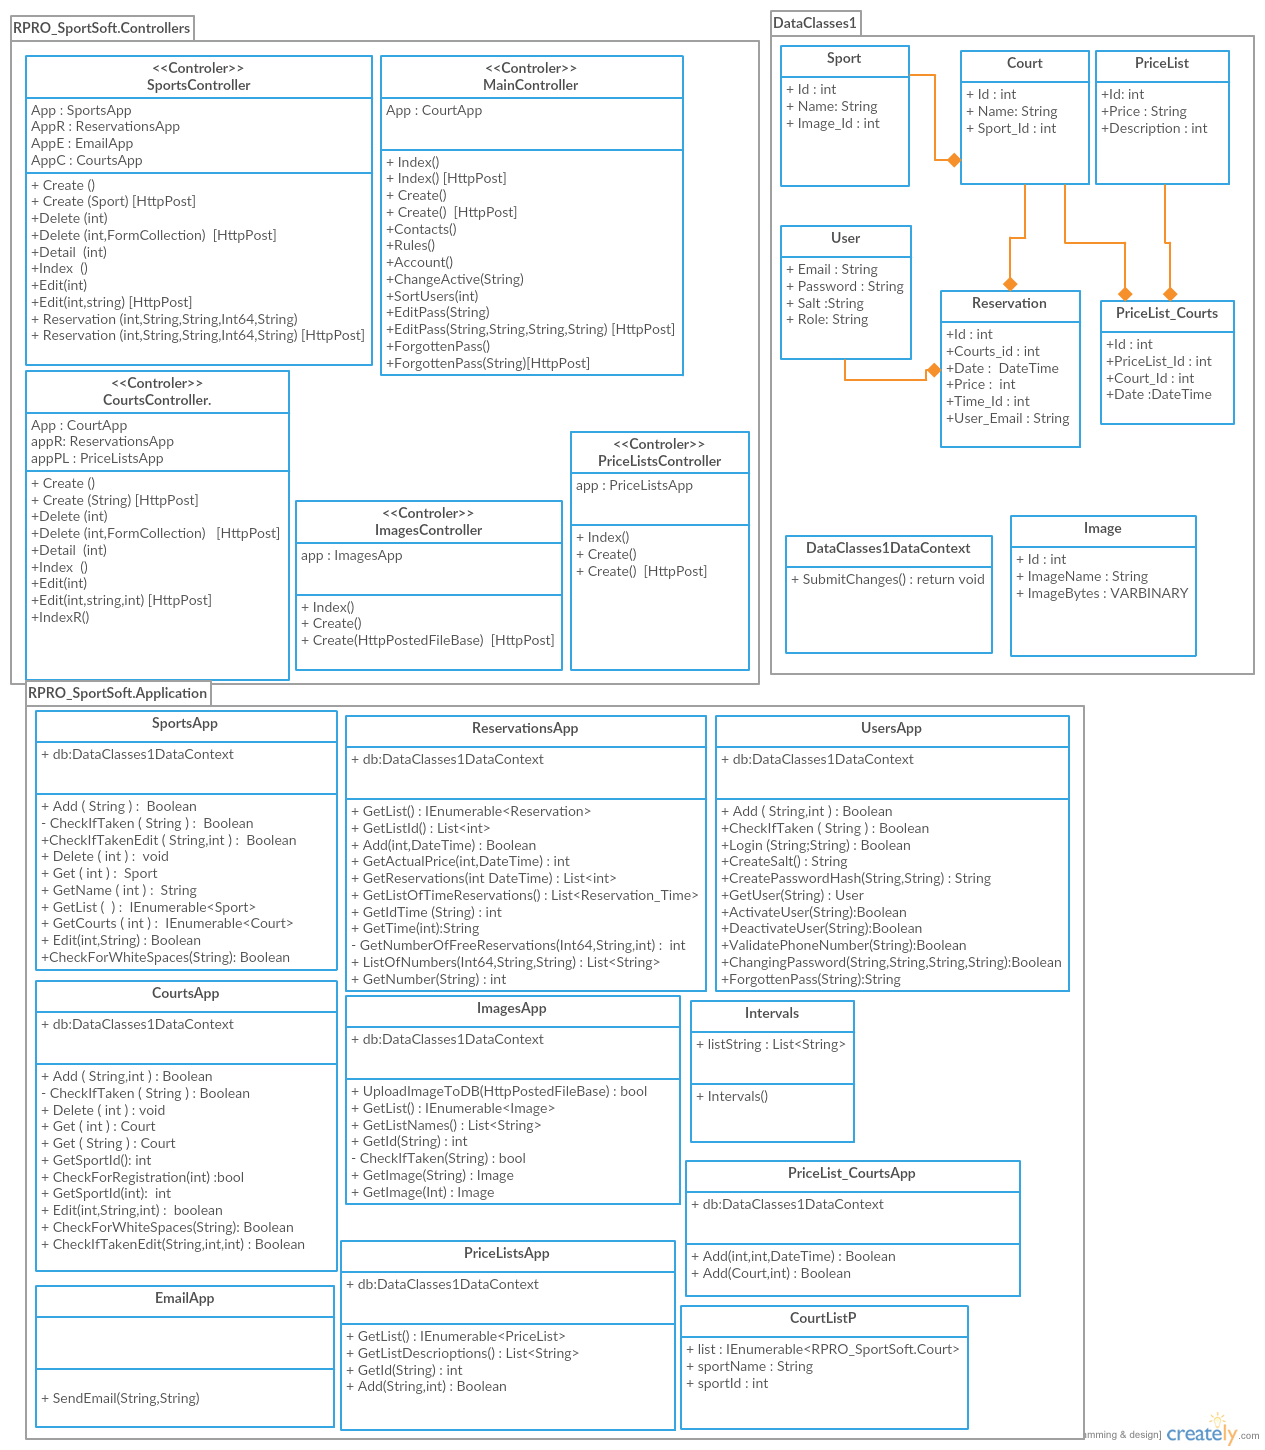 RPRO_SportSoft.Controllers
<<Controler>>
SportsController
App : SportsApp
AppR : ReservationsApp
AppE : EmailApp
AppC : CourtsApp
+ Create ()
+ Create (Sport) [HttpPost]
+Delete (int)
+Delete (int,FormCollection)  [HttpPost]
+Detail  (int)
+Index  ()
+Edit(int)
+Edit(int,string) [HttpPost]
+ Reservation (int,String,String,Int64,String)
+ Reservation (int,String,String,Int64,String) [HttpPost]
<<Controler>>
MainController
App : CourtApp
+ Index()
+ Index() [HttpPost]
+ Create()
+ Create()  [HttpPost]
+Contacts()
+Rules()
+Account()
+ChangeActive(String)
+SortUsers(int)
+EditPass(String)
+EditPass(String,String,String,String) [HttpPost]
+ForgottenPass()
+ForgottenPass(String)[HttpPost]
<<Controler>>
CourtsController.
App : CourtApp
appR: ReservationsApp
appPL : PriceListsApp
+ Create ()
+ Create (String) [HttpPost]
+Delete (int)
+Delete (int,FormCollection)   [HttpPost]
+Detail  (int)
+Index  ()
+Edit(int)
+Edit(int,string,int) [HttpPost]
+IndexR()
<<Controler>>
ImagesController
app : ImagesApp
+ Index()
+ Create()
+ Create(HttpPostedFileBase)  [HttpPost]
<<Controler>>
PriceListsController
app : PriceListsApp
+ Index()
+ Create()
+ Create()  [HttpPost]
DataClasses1
Sport
+ Id : int
+ Name: String
+ Image_Id : int
Court
+ Id : int
+ Name: String
+ Sport_Id : int
PriceList
+Id: int
+Price : String
+Description : int
User
+ Email : String
+ Password : String
+ Salt :String
+ Role: String
Reservation
+Id : int
+Courts_id : int
+Date :  DateTime
+Price :  int
+Time_Id : int
+User_Email : String
PriceList_Courts
+Id : int
+PriceList_Id : int
+Court_Id : int
+Date :DateTime
DataClasses1DataContext
+ SubmitChanges() : return void
Image
+ Id : int
+ ImageName : String
+ ImageBytes : VARBINARY
RPRO_SportSoft.Application
SportsApp
+ db:DataClasses1DataContext
+ Add ( String ) :  Boolean
- CheckIfTaken ( String ) :  Boolean
+CheckIfTakenEdit ( String,int ) :  Boolean
+ Delete ( int ) :  void
+ Get ( int ) :  Sport
+ GetName ( int ) :  String
+ GetList (  ) :  IEnumerable<Sport>
+ GetCourts ( int ) :  IEnumerable<Court>
+ Edit(int,String) : Boolean
+CheckForWhiteSpaces(String): Boolean
ReservationsApp
+ db:DataClasses1DataContext
+ GetList() : IEnumerable<Reservation>
+ GetListId() : List<int>
+ Add(int,DateTime) : Boolean
+ GetActualPrice(int,DateTime) : int
+ GetReservations(int DateTime) : List<int>
+ GetListOfTimeReservations() : List<Reservation_Time>
+ GetIdTime (String) : int
+ GetTime(int):String
- GetNumberOfFreeReservations(Int64,String,int) :  int
+ ListOfNumbers(Int64,String,String) : List<String>
+ GetNumber(String) : int
UsersApp
+ db:DataClasses1DataContext
+ Add ( String,int ) : Boolean
+CheckIfTaken ( String ) : Boolean
+Login (String;String) : Boolean
+CreateSalt() : String
+CreatePasswordHash(String,String) : String
+GetUser(String) : User
+ActivateUser(String):Boolean
+DeactivateUser(String):Boolean
+ValidatePhoneNumber(String):Boolean
+ChangingPassword(String,String,String,String):Boolean
+ForgottenPass(String):String
CourtsApp
+ db:DataClasses1DataContext
+ Add ( String,int ) : Boolean
- CheckIfTaken ( String ) : Boolean
+ Delete ( int ) : void
+ Get ( int ) : Court
+ Get ( String ) : Court
+ GetSportId(): int
+ CheckForRegistration(int) :bool
+ GetSportId(int):  int
+ Edit(int,String,int) :  boolean
+ CheckForWhiteSpaces(String): Boolean
+ CheckIfTakenEdit(String,int,int) : Boolean
ImagesApp
+ db:DataClasses1DataContext
+ UploadImageToDB(HttpPostedFileBase) : bool
+ GetList() : IEnumerable<Image>
+ GetListNames() : List<String>
+ GetId(String) : int
- CheckIfTaken(String) : bool
+ GetImage(String) : Image
+ GetImage(Int) : Image
Intervals
+ listString : List<String>
+ Intervals()
PriceList_CourtsApp
+ db:DataClasses1DataContext
+ Add(int,int,DateTime) : Boolean
+ Add(Court,int) : Boolean
EmailApp
+ SendEmail(String,String)
PriceListsApp
+ db:DataClasses1DataContext
+ GetList() : IEnumerable<PriceList>
+ GetListDescrioptions() : List<String>
+ GetId(String) : int
+ Add(String,int) : Boolean
CourtListP
+ list : IEnumerable<RPRO_SportSoft.Court>
+ sportName : String
+ sportId : int
& design]
creately.com